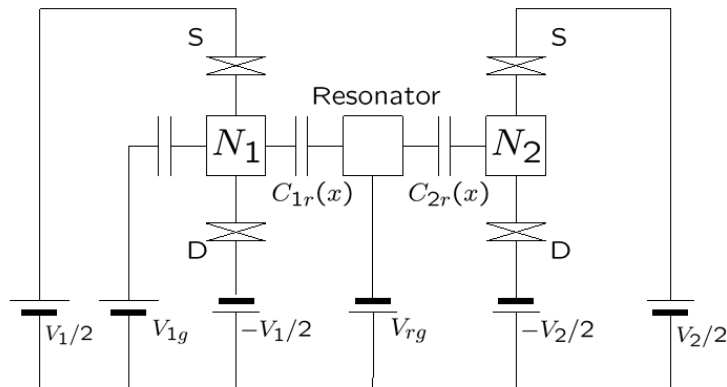 S S
Resonator
N₁ N₂
C₁ᵣ(x) C₂ᵣ(x)
D D
V₁/2 V₁g −V₁/2 Vᵣg −V₂/2 V₂/2